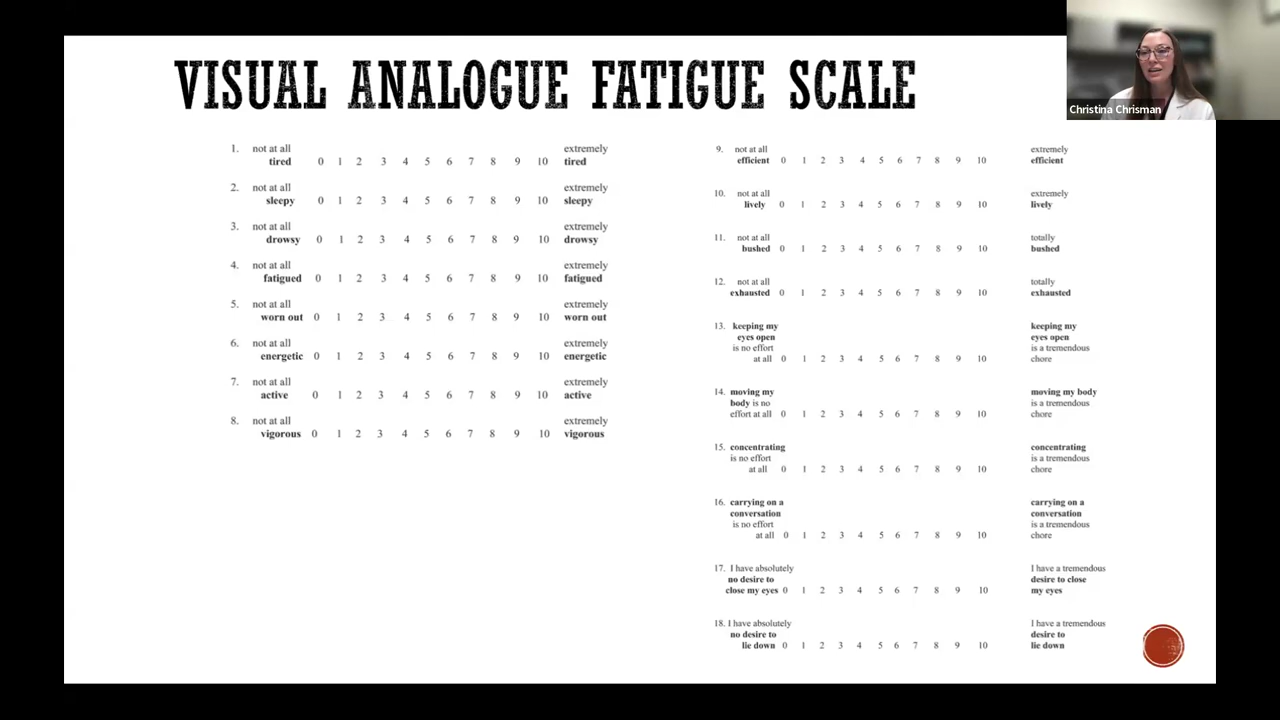 VISUAL ANALOGUE FATIGUE SCALE
Christina Chrisman
1. not at all extremely
tired 0 1 2 3 4 5 6 7 8 9 10 tired
2. not at all extremely
sleepy 0 1 2 3 4 5 6 7 8 9 10 sleepy
3. not at all extremely
drowsy 0 1 2 3 4 5 6 7 8 9 10 drowsy
4. not at all extremely
fatigued 0 1 2 3 4 5 6 7 8 9 10 fatigued
5. not at all extremely
worn out 0 1 2 3 4 5 6 7 8 9 10 worn out
6. not at all extremely
energetic 0 1 2 3 4 5 6 7 8 9 10 energetic
7. not at all extremely
active 0 1 2 3 4 5 6 7 8 9 10 active
8. not at all extremely
vigorous 0 1 2 3 4 5 6 7 8 9 10 vigorous
9. not at all extremely
efficient 0 1 2 3 4 5 6 7 8 9 10 efficient
10. not at all extremely
lively 0 1 2 3 4 5 6 7 8 9 10 lively
11. not at all totally
bushed 0 1 2 3 4 5 6 7 8 9 10 bushed
12. not at all totally
exhausted 0 1 2 3 4 5 6 7 8 9 10 exhausted
13. keeping my keeping my
eyes open eyes open
is no effort is a tremendous
at all 0 1 2 3 4 5 6 7 8 9 10 chore
14. moving my moving my body
body is no is a tremendous
effort at all 0 1 2 3 4 5 6 7 8 9 10 chore
15. concentrating concentrating
is no effort is a tremendous
at all 0 1 2 3 4 5 6 7 8 9 10 chore
16. carrying on a carrying on a
conversation conversation
is no effort is a tremendous
at all 0 1 2 3 4 5 6 7 8 9 10 chore
17. I have absolutely I have a tremendous
no desire to desire to close
close my eyes 0 1 2 3 4 5 6 7 8 9 10 my eyes
18. I have absolutely I have a tremendous
no desire to desire to
lie down 0 1 2 3 4 5 6 7 8 9 10 lie down